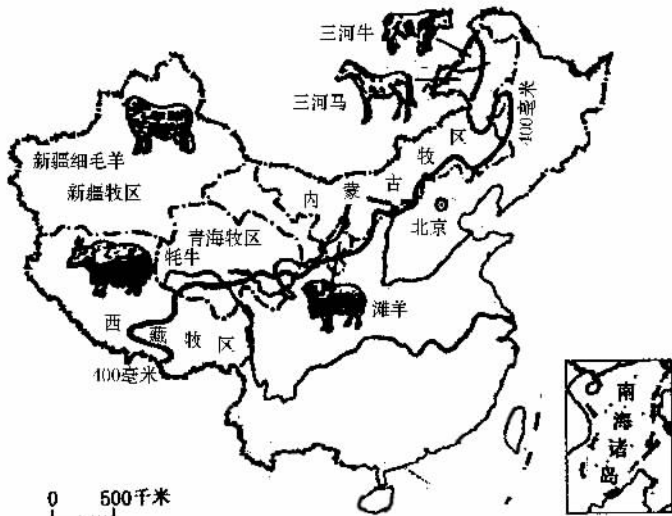 三河牛
三河马
400毫米
新疆细毛羊
新疆牧区
内蒙古牧区
北京
青海牧区
牦牛
滩羊
西藏牧区
400毫米
南海诸岛
0 500千米